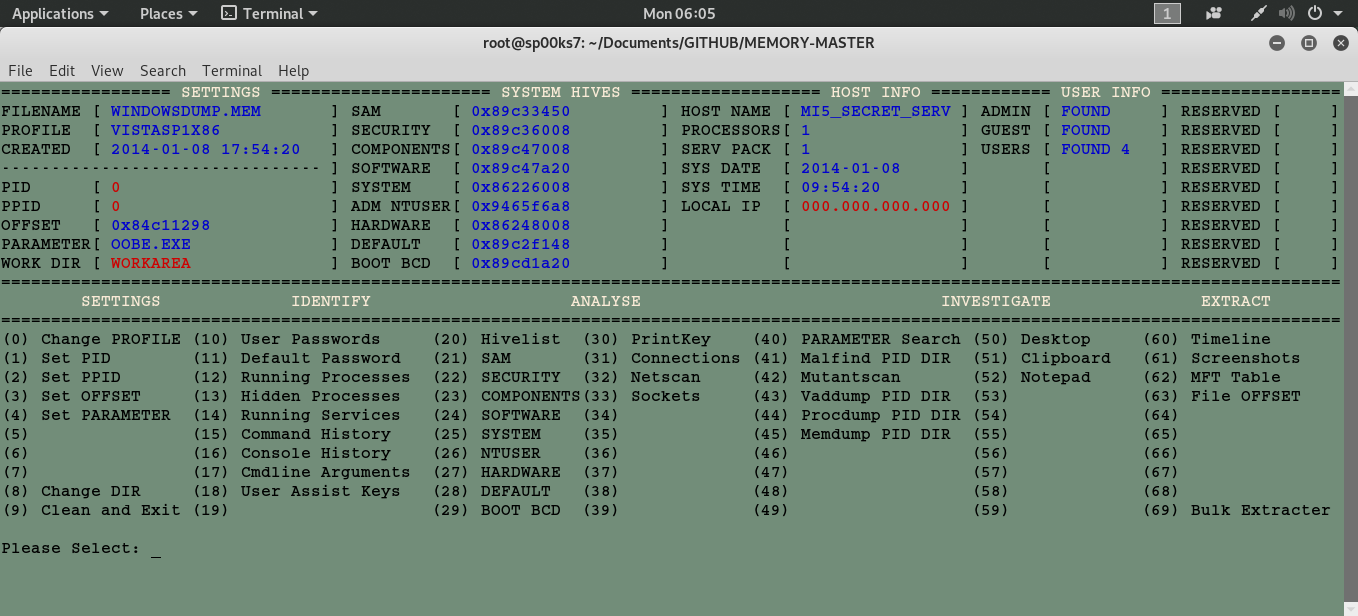 Applications Places Terminal Mon 06:05 1
root@sp00ks7: ~/Documents/GITHUB/MEMORY-MASTER
File Edit View Search Terminal Help
================= SETTINGS ====================== SYSTEM HIVES =================== HOST INFO ============ USER INFO ==================
FILENAME [ WINDOWSDUMP.MEM ] SAM [ 0x89c33450 ] HOST NAME [ MI5_SECRET_SERV ] ADMIN [ FOUND ] RESERVED [ ]
PROFILE [ VISTASP1X86 ] SECURITY [ 0x89c36008 ] PROCESSORS[ 1 ] GUEST [ FOUND ] RESERVED [ ]
CREATED [ 2014-01-08 17:54:20 ] COMPONENTS[ 0x89c47008 ] SERV PACK [ 1 ] USERS [ FOUND 4 ] RESERVED [ ]
-------------------------------- ] SOFTWARE [ 0x89c47a20 ] SYS DATE [ 2014-01-08 ] [ ] RESERVED [ ]
PID [ 0 ] SYSTEM [ 0x86226008 ] SYS TIME [ 09:54:20 ] [ ] RESERVED [ ]
PPID [ 0 ] ADM NTUSER[ 0x9465f6a8 ] LOCAL IP [ 000.000.000.000 ] [ ] RESERVED [ ]
OFFSET [ 0x84c11298 ] HARDWARE [ 0x86248008 ] [ ] [ ] RESERVED [ ]
PARAMETER[ OOBE.EXE ] DEFAULT [ 0x89c2f148 ] [ ] [ ] RESERVED [ ]
WORK DIR [ WORKAREA ] BOOT BCD [ 0x89cd1a20 ] [ ] [ ] RESERVED [ ]
======================================================================================================================================
SETTINGS IDENTIFY ANALYSE INVESTIGATE EXTRACT
======================================================================================================================================
(0) Change PROFILE (10) User Passwords (20) Hivelist (30) PrintKey (40) PARAMETER Search (50) Desktop (60) Timeline
(1) Set PID (11) Default Password (21) SAM (31) Connections (41) Malfind PID DIR (51) Clipboard (61) Screenshots
(2) Set PPID (12) Running Processes (22) SECURITY (32) Netscan (42) Mutantscan (52) Notepad (62) MFT Table
(3) Set OFFSET (13) Hidden Processes (23) COMPONENTS(33) Sockets (43) Vaddump PID DIR (53) (63) File OFFSET
(4) Set PARAMETER (14) Running Services (24) SOFTWARE (34) (44) Procdump PID DIR (54) (64)
(5) (15) Command History (25) SYSTEM (35) (45) Memdump PID DIR (55) (65)
(6) (16) Console History (26) NTUSER (36) (46) (56) (66)
(7) (17) Cmdline Arguments (27) HARDWARE (37) (47) (57) (67)
(8) Change DIR (18) User Assist Keys (28) DEFAULT (38) (48) (58) (68)
(9) Clean and Exit (19) (29) BOOT BCD (39) (49) (59) (69) Bulk Extracter
Please Select: _